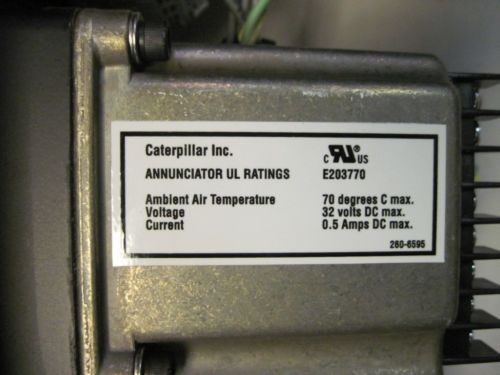 Caterpillar Inc.
C RU US
ANNUNCIATOR UL RATINGS E203770
Ambient Air Temperature 70 degrees C max.
Voltage 32 volts DC max.
Current 0.5 Amps DC max.
260-6595